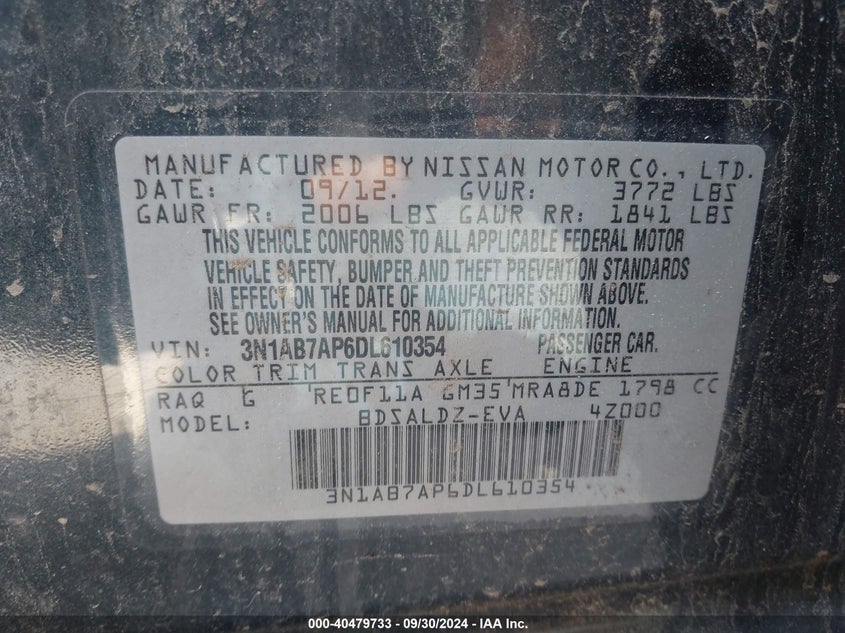 MANUFACTURED BY NISSAN MOTOR CO., LTD.
DATE: 09/12. GVWR: 3772 LBS
GAWR FR: 2006 LBS GAWR RR: 1841 LBS
THIS VEHICLE CONFORMS TO ALL APPLICABLE FEDERAL MOTOR
VEHICLE SAFETY, BUMPER AND THEFT PREVENTION STANDARDS
IN EFFECT ON THE DATE OF MANUFACTURE SHOWN ABOVE.
SEE OWNER'S MANUAL FOR ADDITIONAL INFORMATION
VIN: 3N1AB7AP6DL610354 PASSENGER CAR.
COLOR TRIM TRANS AXLE ENGINE
RAQ G RE0F11A GM35 MRA8DE 1798 CC
MODEL: BDSALDZ-EVA 4Z000
3N1AB7AP6DL610354
000-40479733 - 09/30/2024 - IAA Inc.